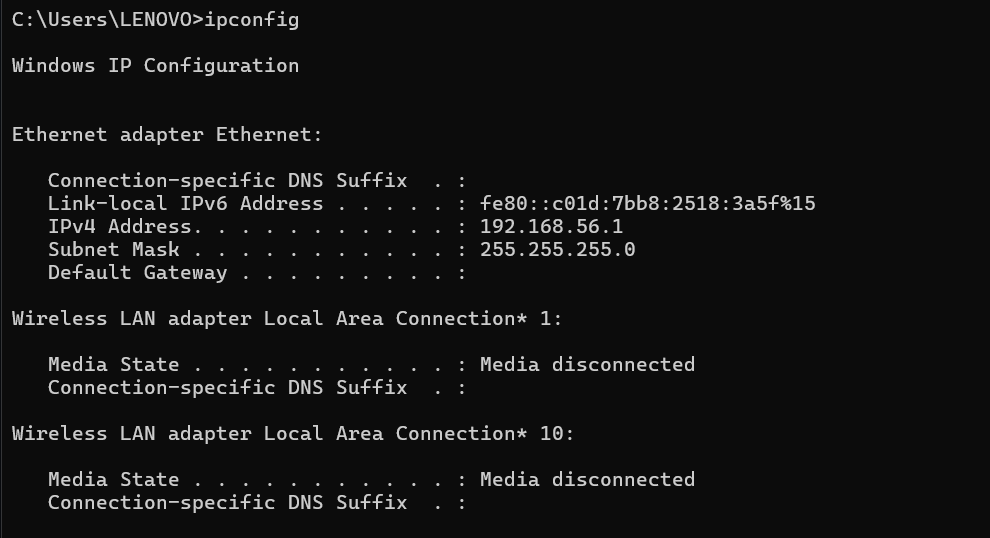 C:\Users\LENOVO>ipconfig
Windows IP Configuration
Ethernet adapter Ethernet:
   Connection-specific DNS Suffix  . :
   Link-local IPv6 Address . . . . . : fe80::c01d:7bb8:2518:3a5f%15
   IPv4 Address. . . . . . . . . . . : 192.168.56.1
   Subnet Mask . . . . . . . . . . . : 255.255.255.0
   Default Gateway . . . . . . . . . :
Wireless LAN adapter Local Area Connection* 1:
   Media State . . . . . . . . . . . : Media disconnected
   Connection-specific DNS Suffix  . :
Wireless LAN adapter Local Area Connection* 10:
   Media State . . . . . . . . . . . : Media disconnected
   Connection-specific DNS Suffix  . :